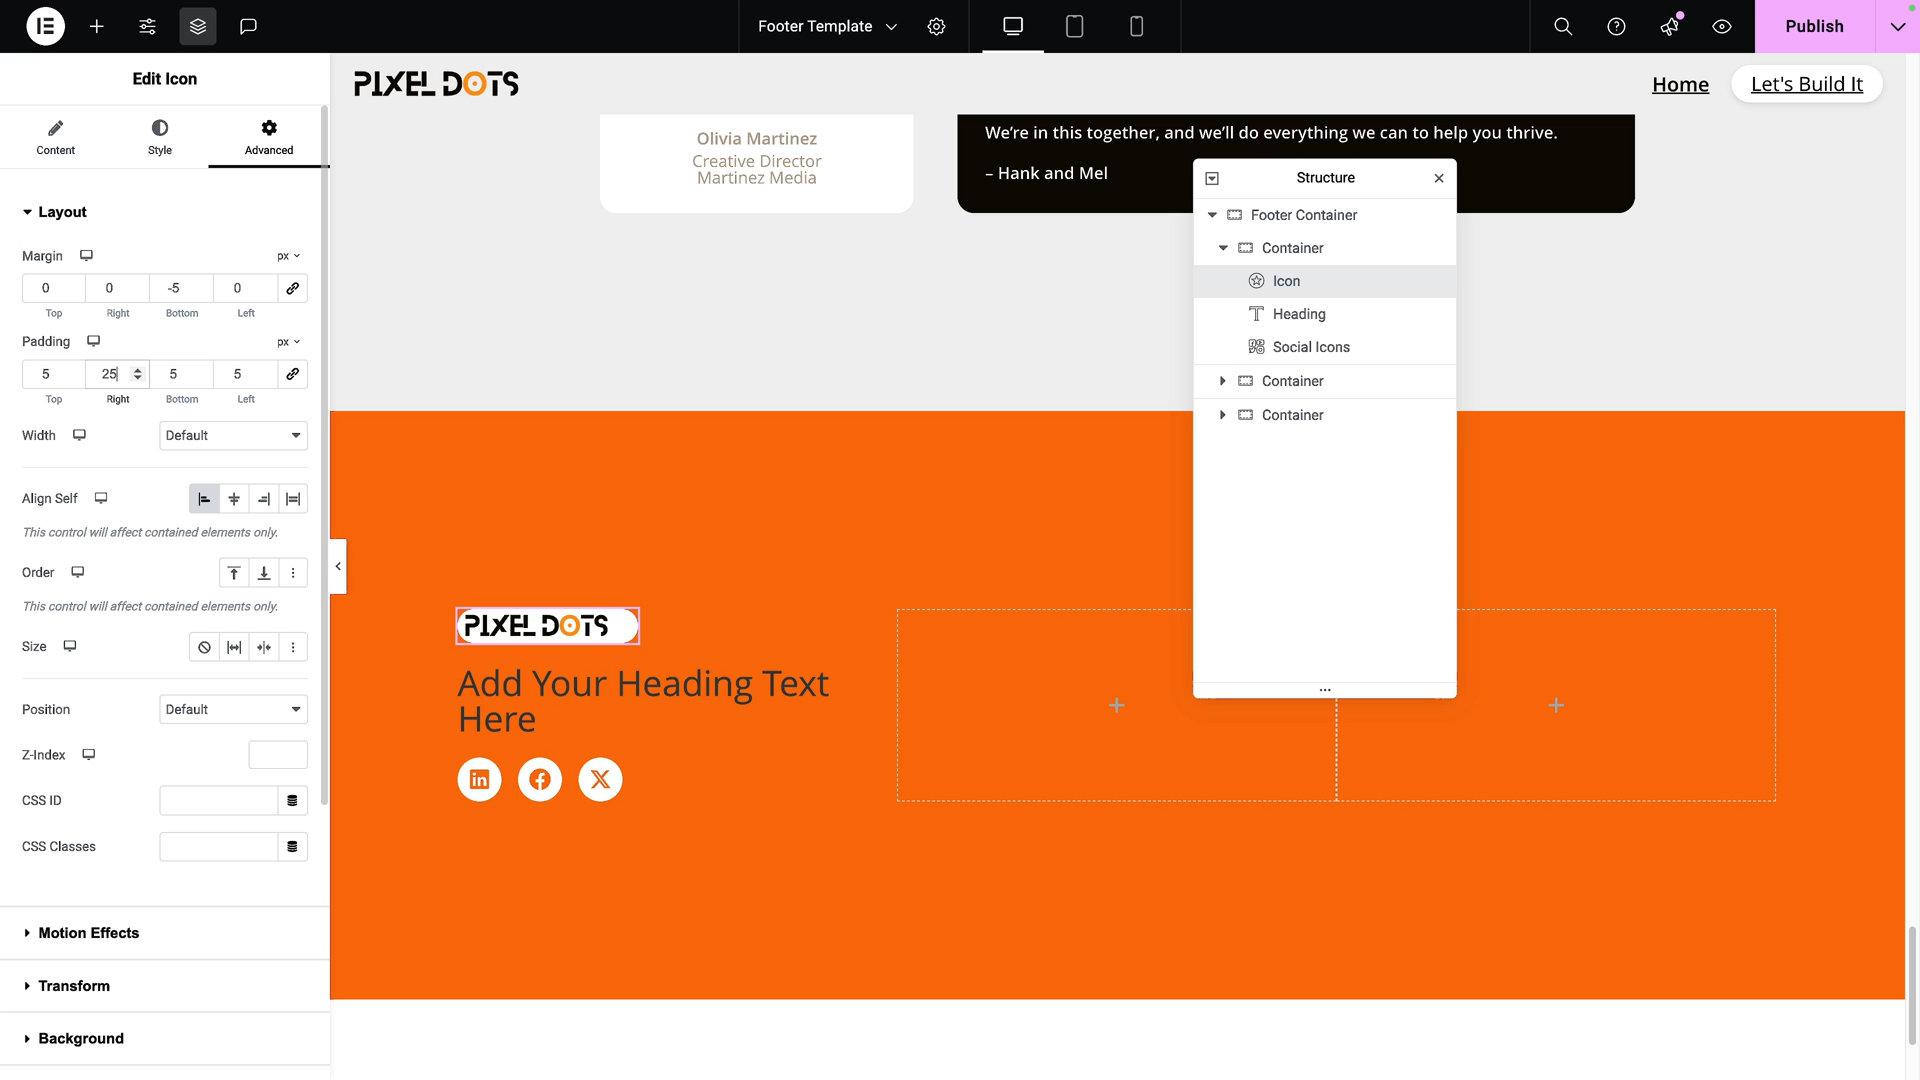 Footer Template
Publish
Edit Icon
Content
Style
Advanced
Layout
Margin
px
0
0
-5
0
Top
Right
Bottom
Left
Padding
px
5
25
5
5
Top
Right
Bottom
Left
Width
Default
Align Self
This control will affect contained elements only.
Order
This control will affect contained elements only.
Size
Position
Default
Z-Index
CSS ID
CSS Classes
Motion Effects
Transform
Background
PIXEL DOTS
Home
Let's Build It
Olivia Martinez
Creative Director
Martinez Media
We're in this together, and we'll do everything we can to help you thrive.
– Hank and Mel
Structure
Footer Container
Container
Icon
Heading
Social Icons
Container
Container
PIXEL DOTS
Add Your Heading Text
Here